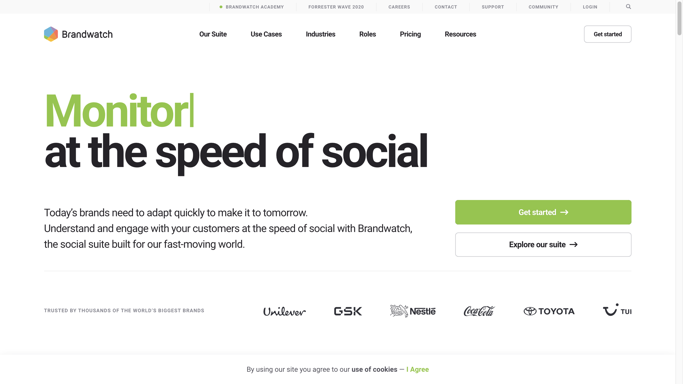 BRANDWATCH ACADEMY FORRESTER WAVE 2020 CAREERS CONTACT SUPPORT COMMUNITY LOGIN
Brandwatch Our Suite Use Cases Industries Roles Pricing Resources Get started
Monitor
at the speed of social
Today's brands need to adapt quickly to make it to tomorrow.
Understand and engage with your customers at the speed of social with Brandwatch,
the social suite built for our fast-moving world.
Get started →
Explore our suite →
TRUSTED BY THOUSANDS OF THE WORLD'S BIGGEST BRANDS Unilever GSK Nestlé Coca-Cola TOYOTA TUI
By using our site you agree to our use of cookies — I Agree